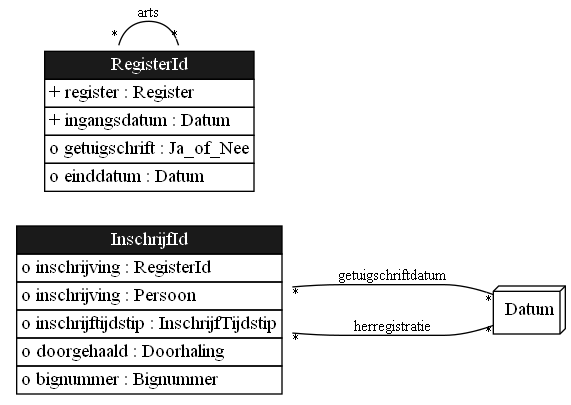 arts
* *
RegisterId
+ register : Register
+ ingangsdatum : Datum
o getuigschrift : Ja_of_Nee
o einddatum : Datum
InschrijfId
o inschrijving : RegisterId
o inschrijving : Persoon
o inschrijftijdstip : InschrijfTijdstip
o doorgehaald : Doorhaling
o bignummer : Bignummer
getuigschriftdatum
* *
herregistratie
* *
Datum